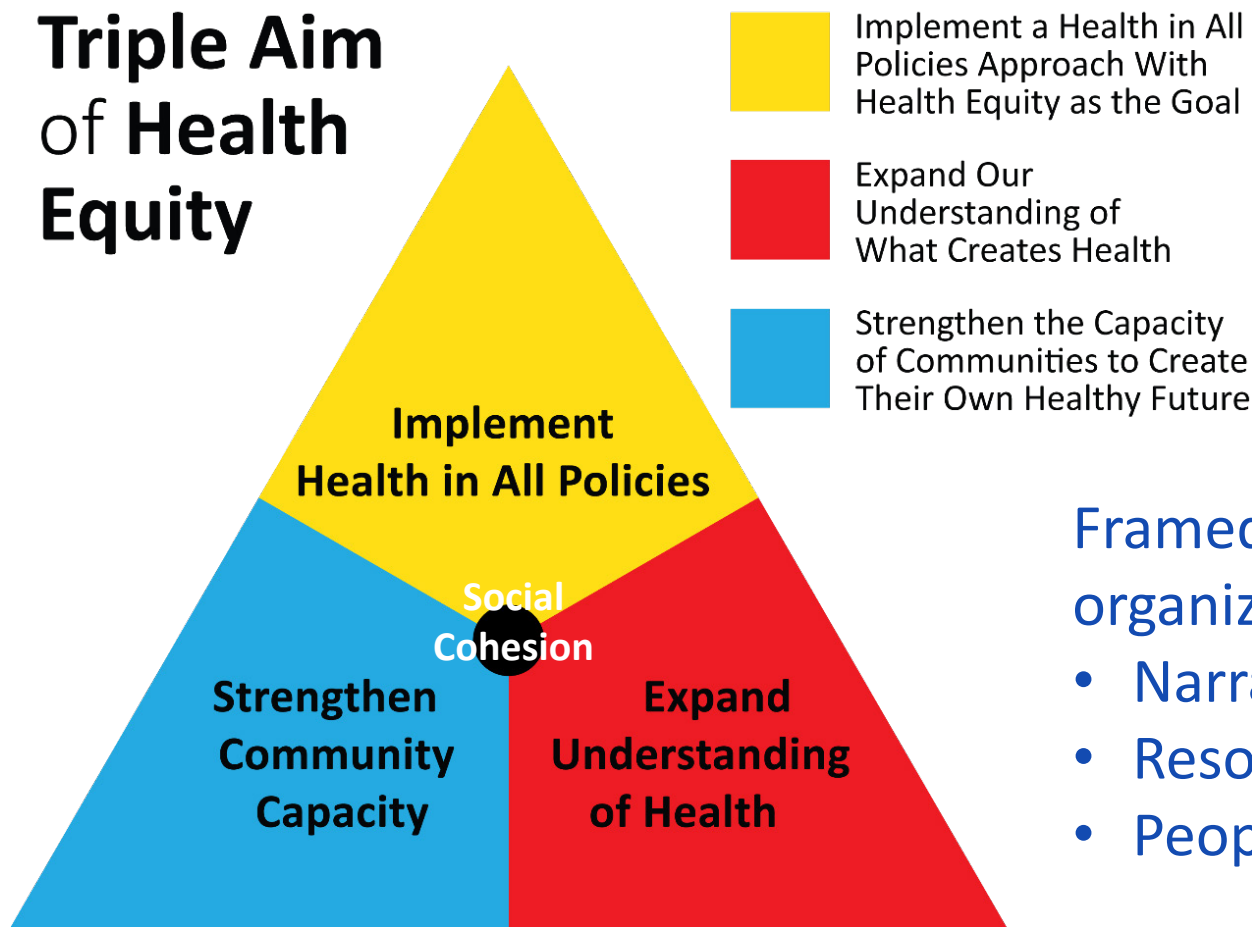 Triple Aim
of Health
Equity
Implement a Health in All
Policies Approach With
Health Equity as the Goal
Expand Our
Understanding of
What Creates Health
Strengthen the Capacity
of Communities to Create
Their Own Healthy Future
Implement
Health in All Policies
Social
Cohesion
Strengthen
Community
Capacity
Expand
Understanding
of Health